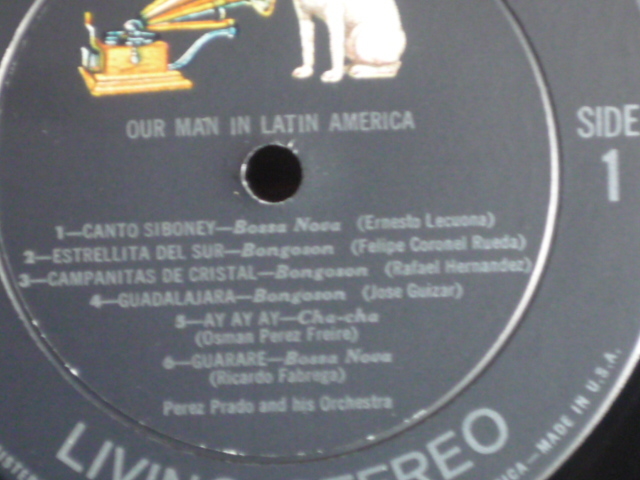 OUR MAN IN LATIN AMERICA
SIDE
1
1—CANTO SIBONEY—Bossa Nova (Ernesto Lecuona)
2—ESTRELLITA DEL SUR—Bongoson (Felipe Coronel Rueda)
3—CAMPANITAS DE CRISTAL—Bongoson (Rafael Hernandez)
4—GUADALAJARA—Bongoson (Jose Guizar)
5—AY AY AY—Cha-cha
(Osman Perez Freire)
6—GUARARE—Bossa Nova
(Ricardo Fabrega)
Perez Prado and his Orchestra
LIVING STEREO
MADE IN U.S.A.